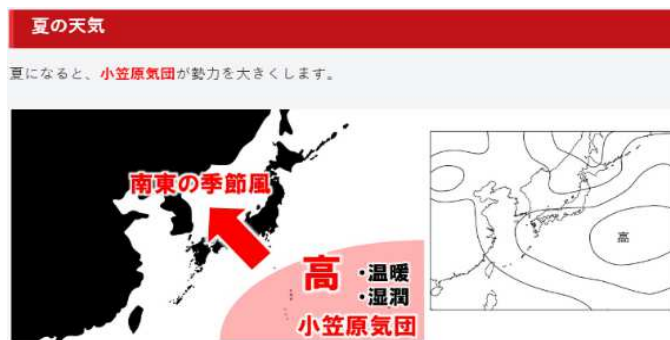 夏の天気
夏になると、小笠原気団が勢力を大きくします。
南東の季節風
高
・温暖
・湿潤
小笠原気団
高